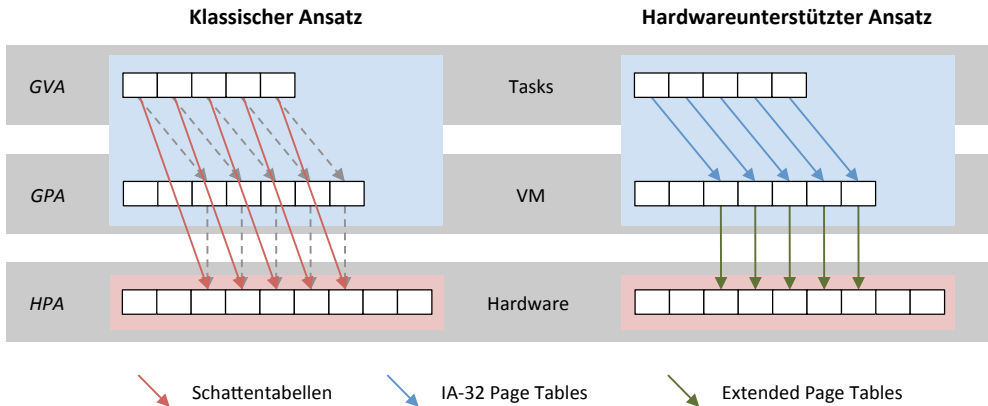 Klassischer Ansatz
Hardwareunterstützter Ansatz
GVA
Tasks
GPA
VM
HPA
Hardware
Schattentabellen
IA-32 Page Tables
Extended Page Tables